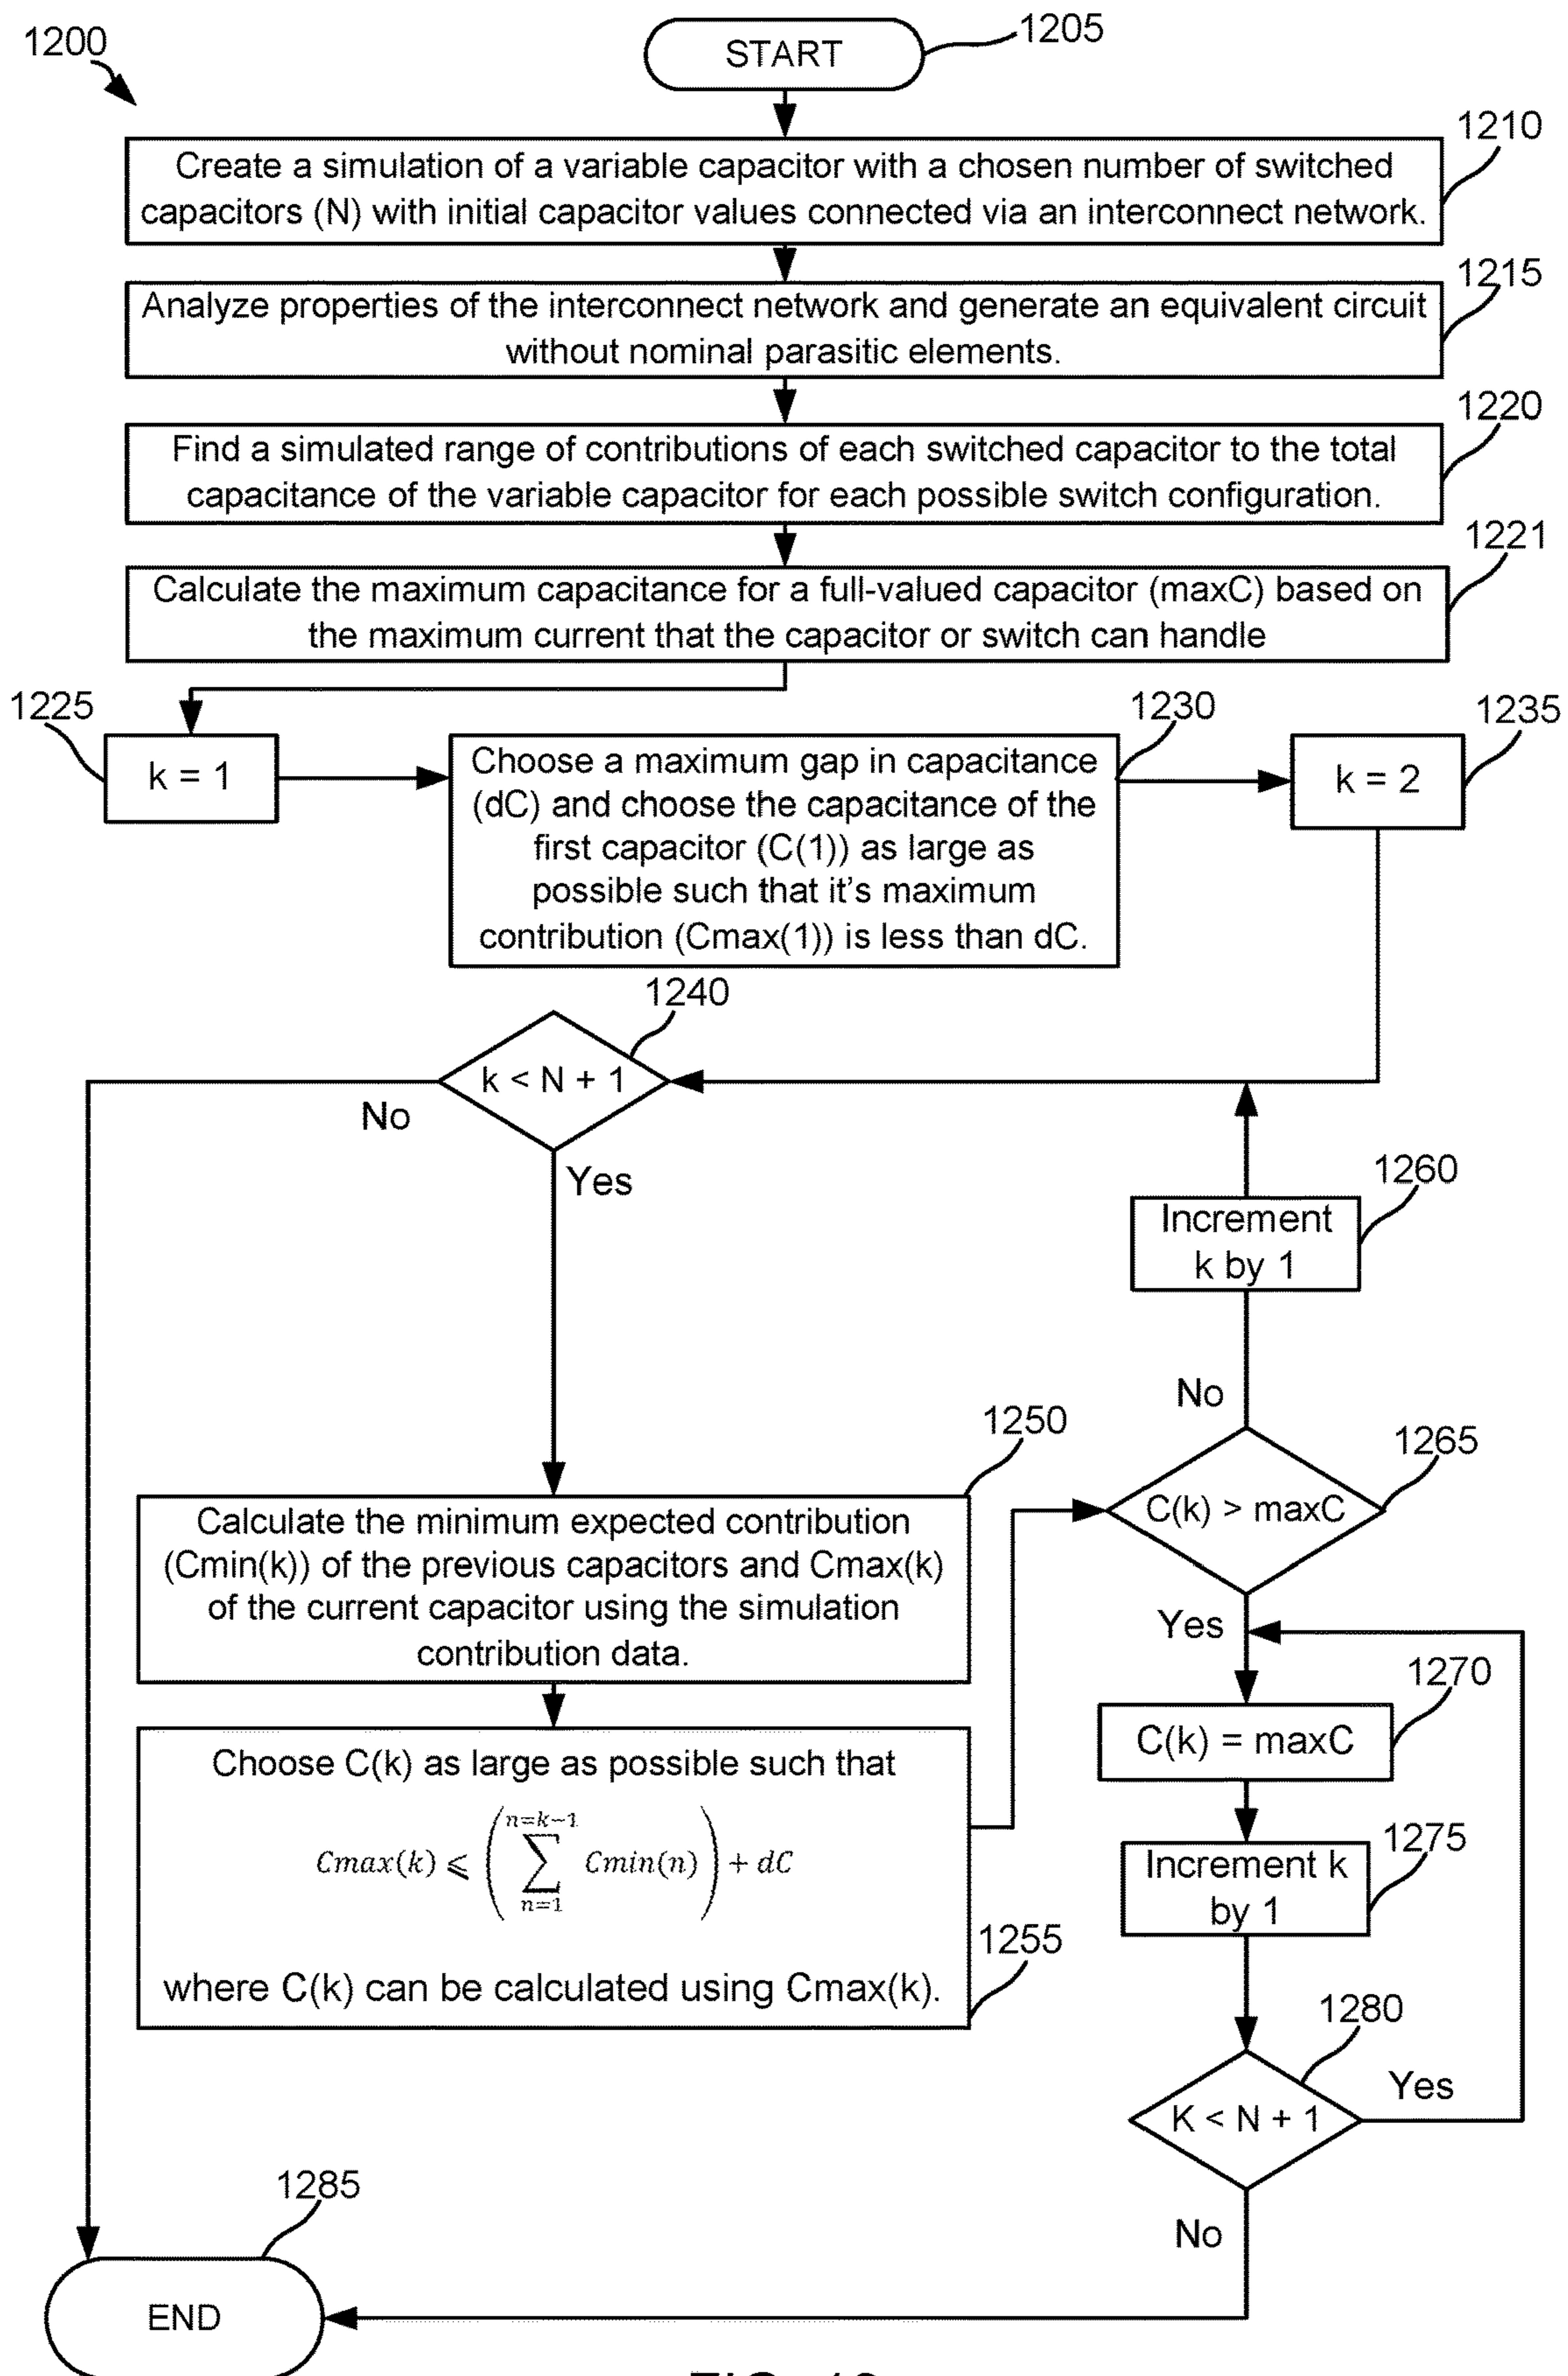 1200
START
1205
1210
Create a simulation of a variable capacitor with a chosen number of switched
capacitors (N) with initial capacitor values connected via an interconnect network.
1215
Analyze properties of the interconnect network and generate an equivalent circuit
without nominal parasitic elements.
1220
Find a simulated range of contributions of each switched capacitor to the total
capacitance of the variable capacitor for each possible switch configuration.
1221
Calculate the maximum capacitance for a full-valued capacitor (maxC) based on
the maximum current that the capacitor or switch can handle
1225
k = 1
1230
Choose a maximum gap in capacitance
(dC) and choose the capacitance of the
first capacitor (C(1)) as large as
possible such that it's maximum
contribution (Cmax(1)) is less than dC.
1235
k = 2
1240
k < N + 1
No
Yes
1260
Increment
k by 1
No
1250
Calculate the minimum expected contribution
(Cmin(k)) of the previous capacitors and Cmax(k)
of the current capacitor using the simulation
contribution data.
1265
C(k) > maxC
Yes
1270
C(k) = maxC
Choose C(k) as large as possible such that
n=k−1
Cmax(k) ⩽ ( ∑ Cmin(n) ) + dC
n=1
1255
where C(k) can be calculated using Cmax(k).
1275
Increment k
by 1
1280
K < N + 1
Yes
No
1285
END